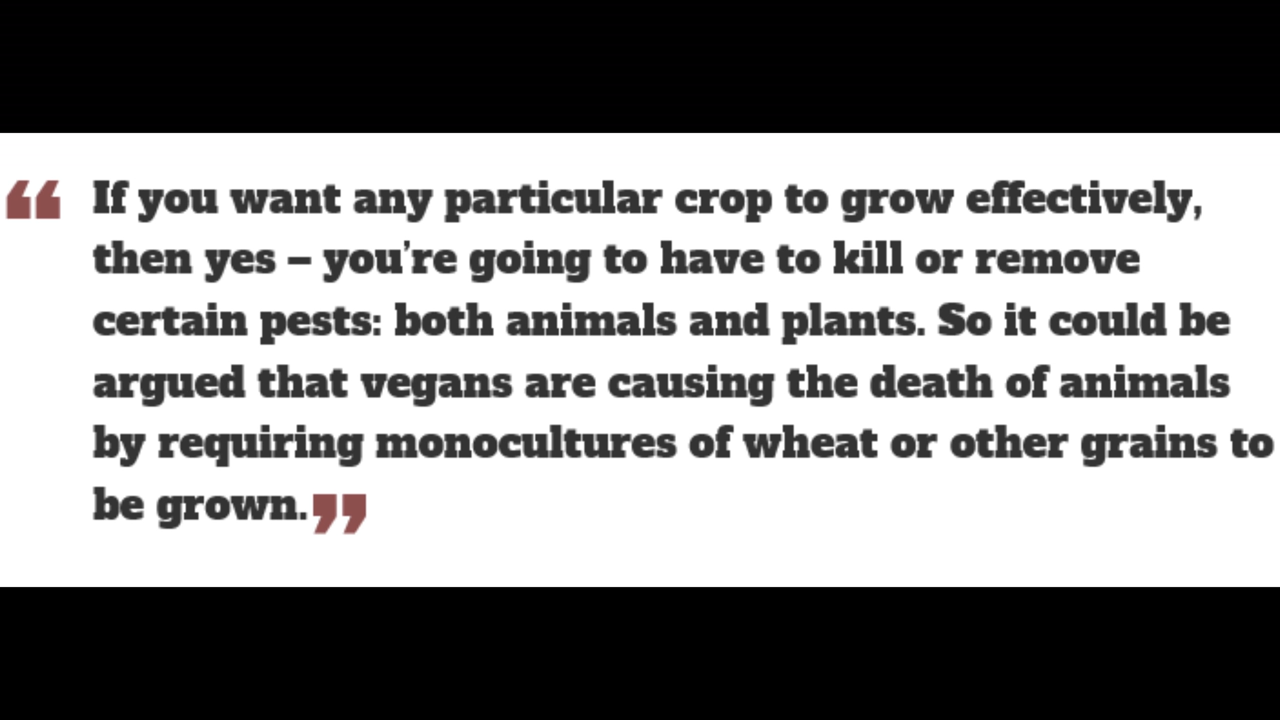 “ If you want any particular crop to grow effectively,
then yes – you’re going to have to kill or remove
certain pests: both animals and plants. So it could be
argued that vegans are causing the death of animals
by requiring monocultures of wheat or other grains to
be grown.”